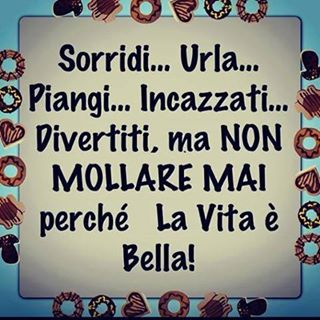 Sorridi... Urla...
Piangi... Incazzati...
Divertiti, ma NON
MOLLARE MAI
perché La Vita è
Bella!